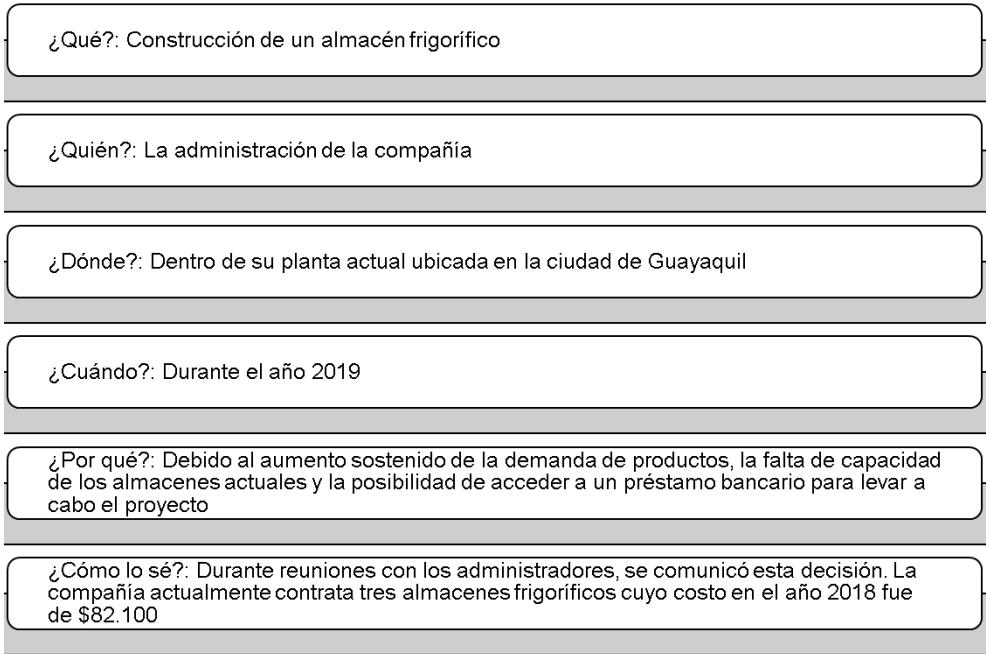 ¿Qué?: Construcción de un almacén frigorífico
¿Quién?: La administración de la compañía
¿Dónde?: Dentro de su planta actual ubicada en la ciudad de Guayaquil
¿Cuándo?: Durante el año 2019
¿Por qué?: Debido al aumento sostenido de la demanda de productos, la falta de capacidad
de los almacenes actuales y la posibilidad de acceder a un préstamo bancario para levar a
cabo el proyecto
¿Cómo lo sé?: Durante reuniones con los administradores, se comunicó esta decisión. La
compañía actualmente contrata tres almacenes frigoríficos cuyo costo en el año 2018 fue
de $82.100